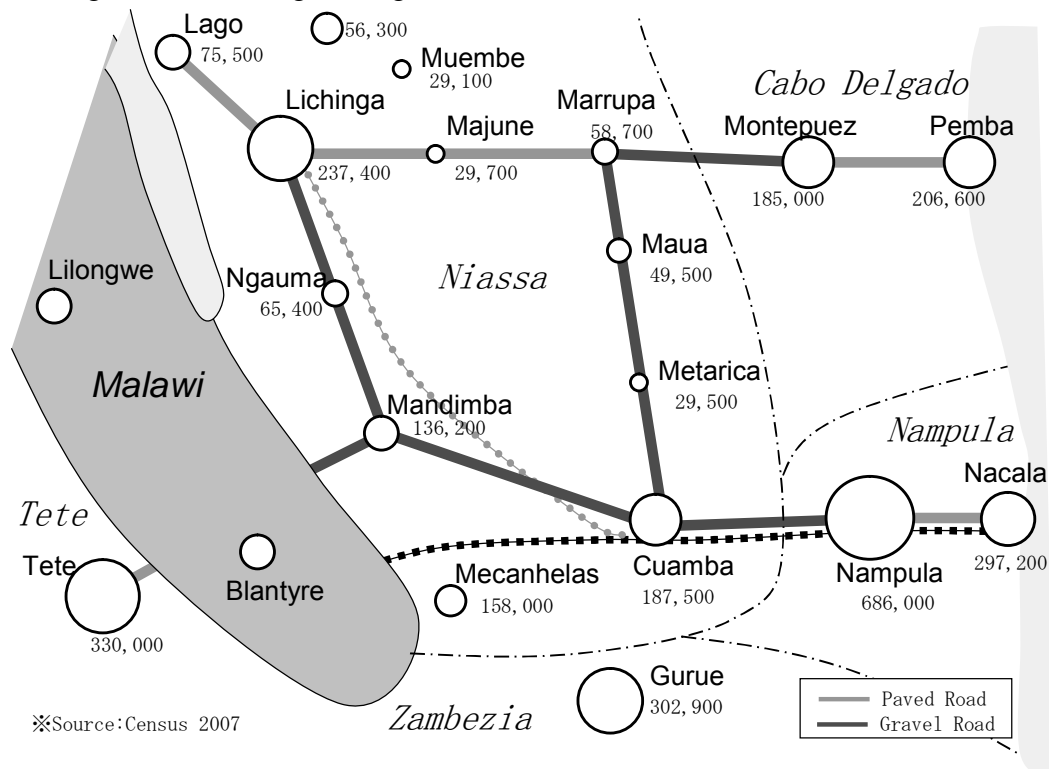 Lago
75,500
56,300
Muembe
29,100
Lichinga
237,400
Majune
29,700
Marrupa
58,700
Cabo Delgado
Montepuez
185,000
Pemba
206,600
Lilongwe
Ngauma
65,400
Niassa
Maua
49,500
Malawi
Metarica
29,500
Mandimba
136,200
Nampula
Nacala
297,200
Tete
Tete
330,000
Blantyre
Mecanhelas
158,000
Cuamba
187,500
Nampula
686,000
Gurue
302,900
Zambezia
Paved Road
Gravel Road
※Source:Census 2007